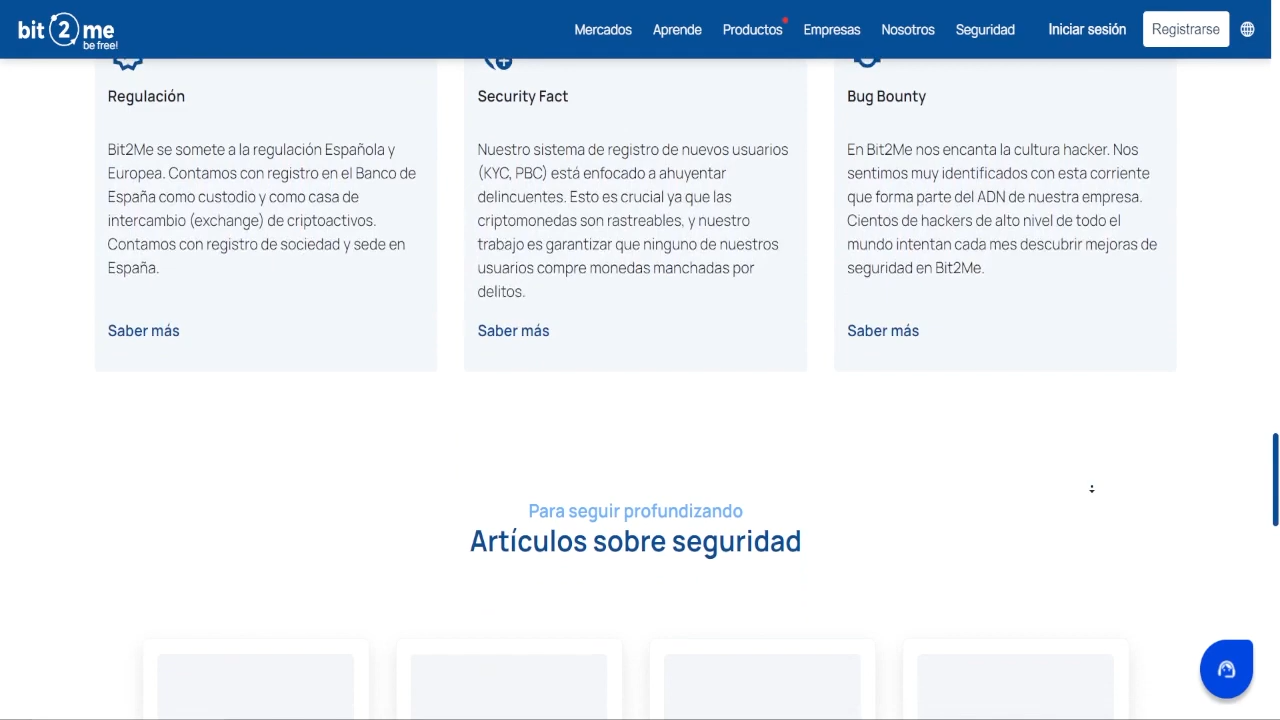 bit 2 me
be free!
Mercados Aprende Productos Empresas Nosotros Seguridad Iniciar sesión Registrarse
Regulación
Bit2Me se somete a la regulación Española y
Europea. Contamos con registro en el Banco de
España como custodio y como casa de
intercambio (exchange) de criptoactivos.
Contamos con registro de sociedad y sede en
España.
Saber más
Security Fact
Nuestro sistema de registro de nuevos usuarios
(KYC, PBC) está enfocado a ahuyentar
delincuentes. Esto es crucial ya que las
criptomonedas son rastreables, y nuestro
trabajo es garantizar que ninguno de nuestros
usuarios compre monedas manchadas por
delitos.
Saber más
Bug Bounty
En Bit2Me nos encanta la cultura hacker. Nos
sentimos muy identificados con esta corriente
que forma parte del ADN de nuestra empresa.
Cientos de hackers de alto nivel de todo el
mundo intentan cada mes descubrir mejoras de
seguridad en Bit2Me.
Saber más
Para seguir profundizando
Artículos sobre seguridad